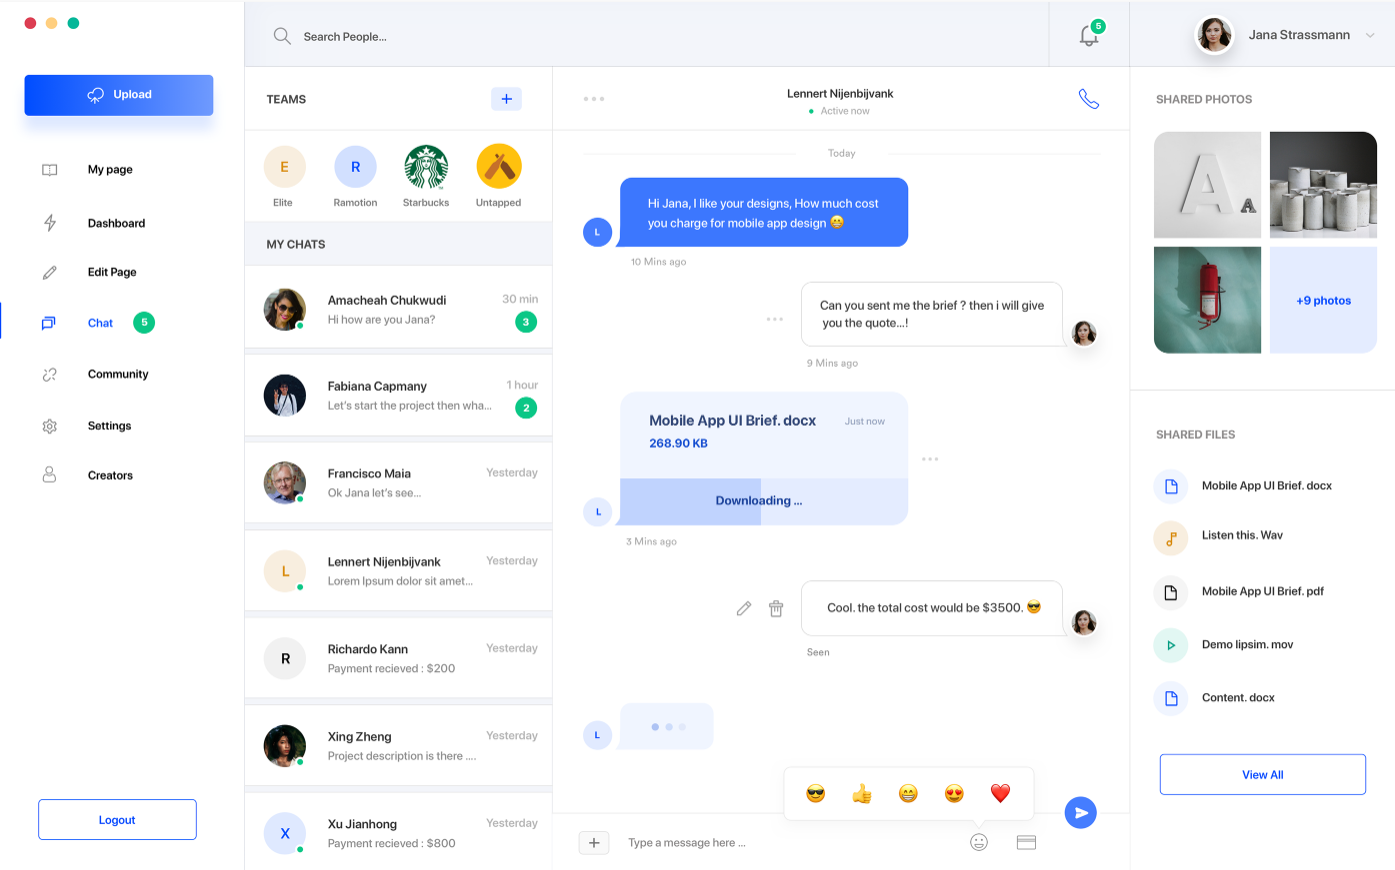 Upload
My page
Dashboard
Edit Page
Chat
5
Community
Settings
Creators
Logout
Search People...
5
Jana Strassmann
TEAMS
E
R
Elite
Ramotion
Starbucks
Untapped
MY CHATS
Amacheah Chukwudi
30 min
Hi how are you Jana?
3
Fabiana Capmany
1 hour
Let's start the project then wha...
2
Francisco Maia
Yesterday
Ok Jana let's see...
L
Lennert Nijenbijvank
Yesterday
Lorem Ipsum dolor sit amet...
R
Richardo Kann
Yesterday
Payment recieved : $200
Xing Zheng
Yesterday
Project description is there ....
X
Xu Jianhong
Yesterday
Payment recieved : $800
Lennert Nijenbijvank
Active now
Today
Hi Jana, I like your designs, How much cost
you charge for mobile app design 😁
L
10 Mins ago
Can you sent me the brief ? then i will give
you the quote...!
9 Mins ago
Mobile App UI Brief. docx
Just now
268.90 KB
Downloading ...
L
3 Mins ago
Cool. the total cost would be $3500. 😎
Seen
L
😎 👍 😁 😍 ❤️
Type a message here ...
SHARED PHOTOS
A
A
+9 photos
SHARED FILES
Mobile App UI Brief. docx
Listen this. Wav
Mobile App UI Brief. pdf
Demo lipsim. mov
Content. docx
View All